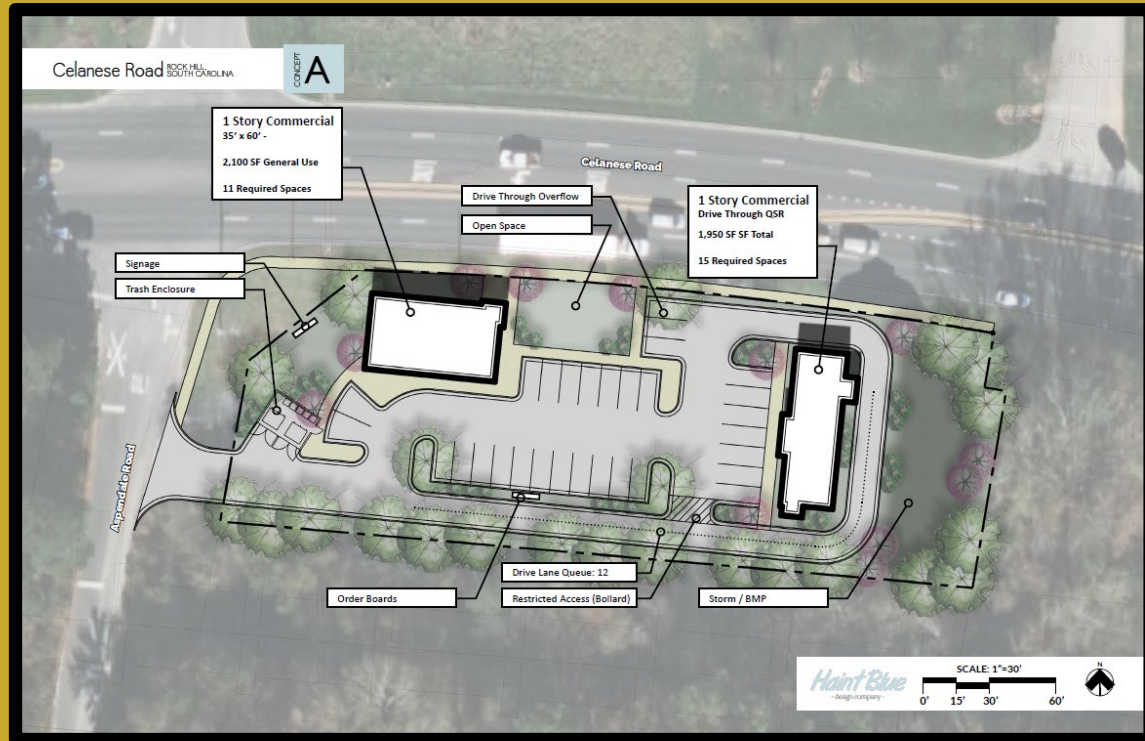 Celanese Road ROCK HILL,
SOUTH CAROLINA
CONCEPT
A
1 Story Commercial
35' x 60' -
2,100 SF General Use
11 Required Spaces
Celanese Road
Drive Through Overflow
Open Space
1 Story Commercial
Drive Through QSR
1,950 SF SF Total
15 Required Spaces
Signage
Trash Enclosure
Aspendale Road
Drive Lane Queue: 12
Order Boards
Restricted Access (Bollard)
Storm / BMP
Haint Blue
- design company -
SCALE: 1"=30'
0' 15' 30' 60'
N